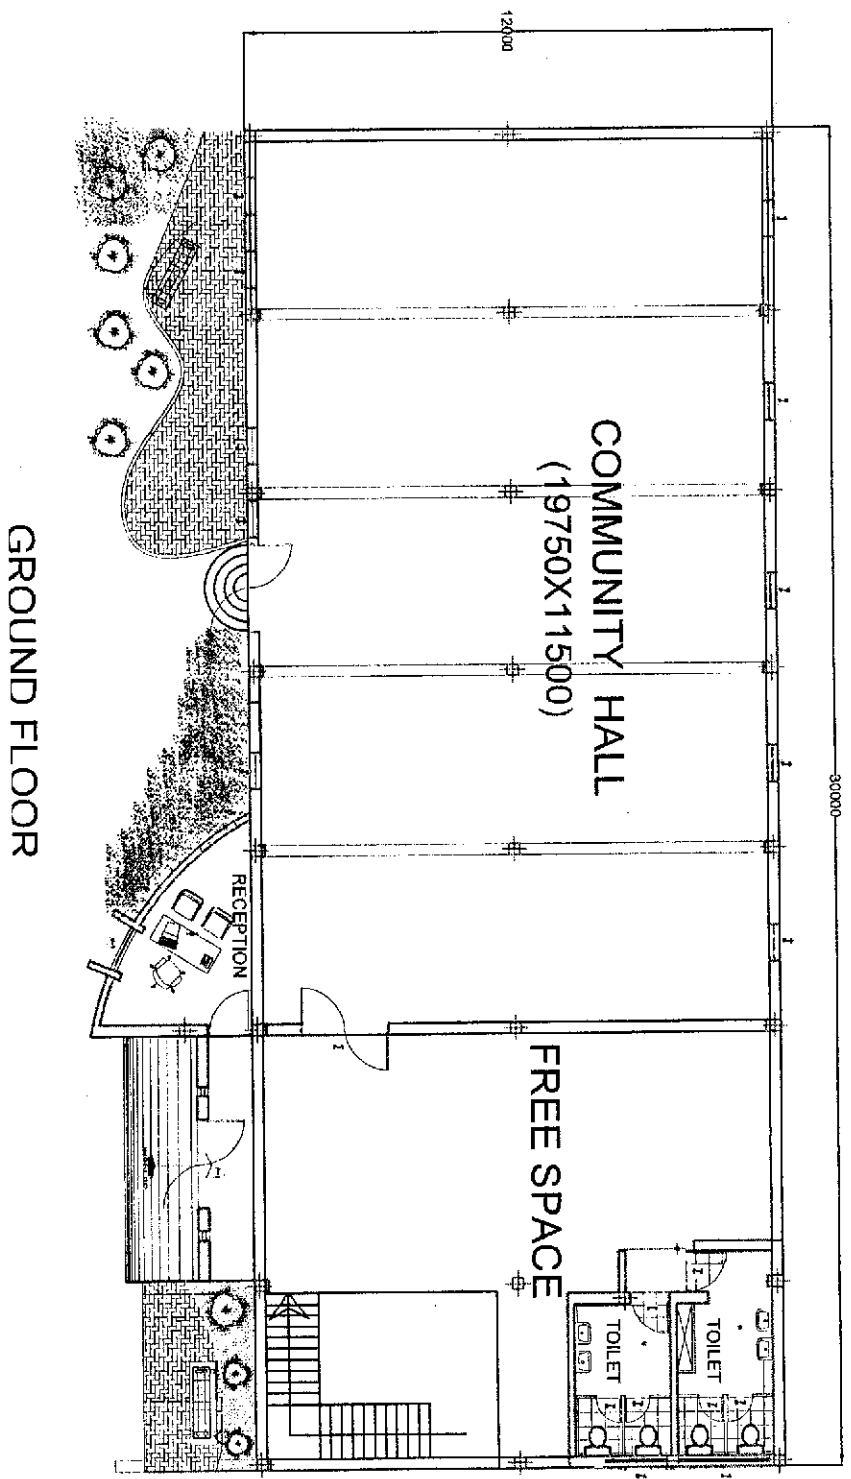 12000
30000
COMMUNITY HALL
(19750X11500)
RECEPTION
FREE SPACE
TOILET
TOILET
GROUND FLOOR